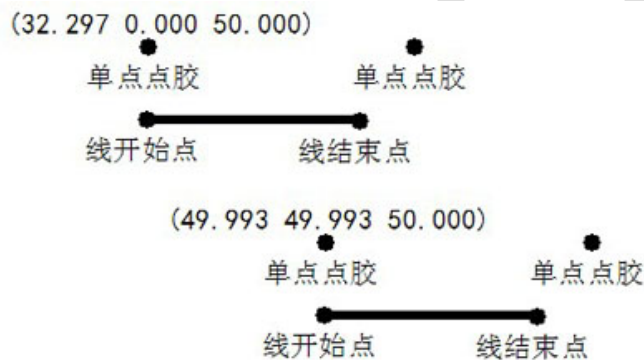 (32.297 0.000 50.000)
单点点胶 单点点胶
线开始点 线结束点
(49.993 49.993 50.000)
单点点胶 单点点胶
线开始点 线结束点